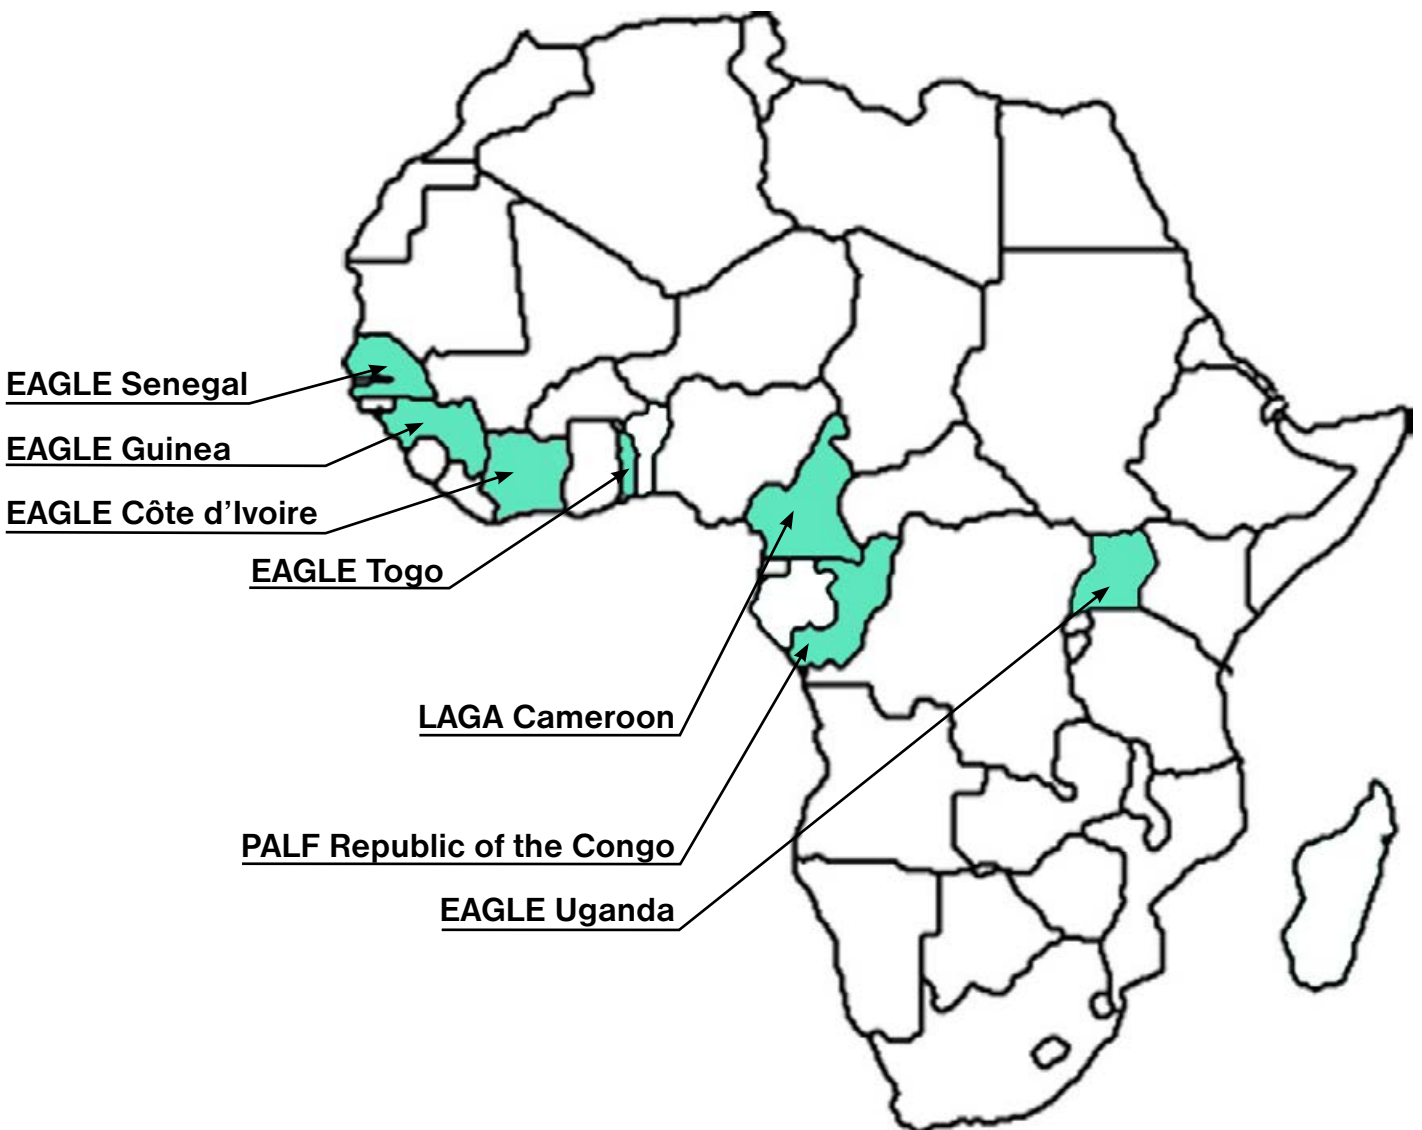 EAGLE Senegal
EAGLE Guinea
EAGLE Côte d’Ivoire
EAGLE Togo
LAGA Cameroon
PALF Republic of the Congo
EAGLE Uganda